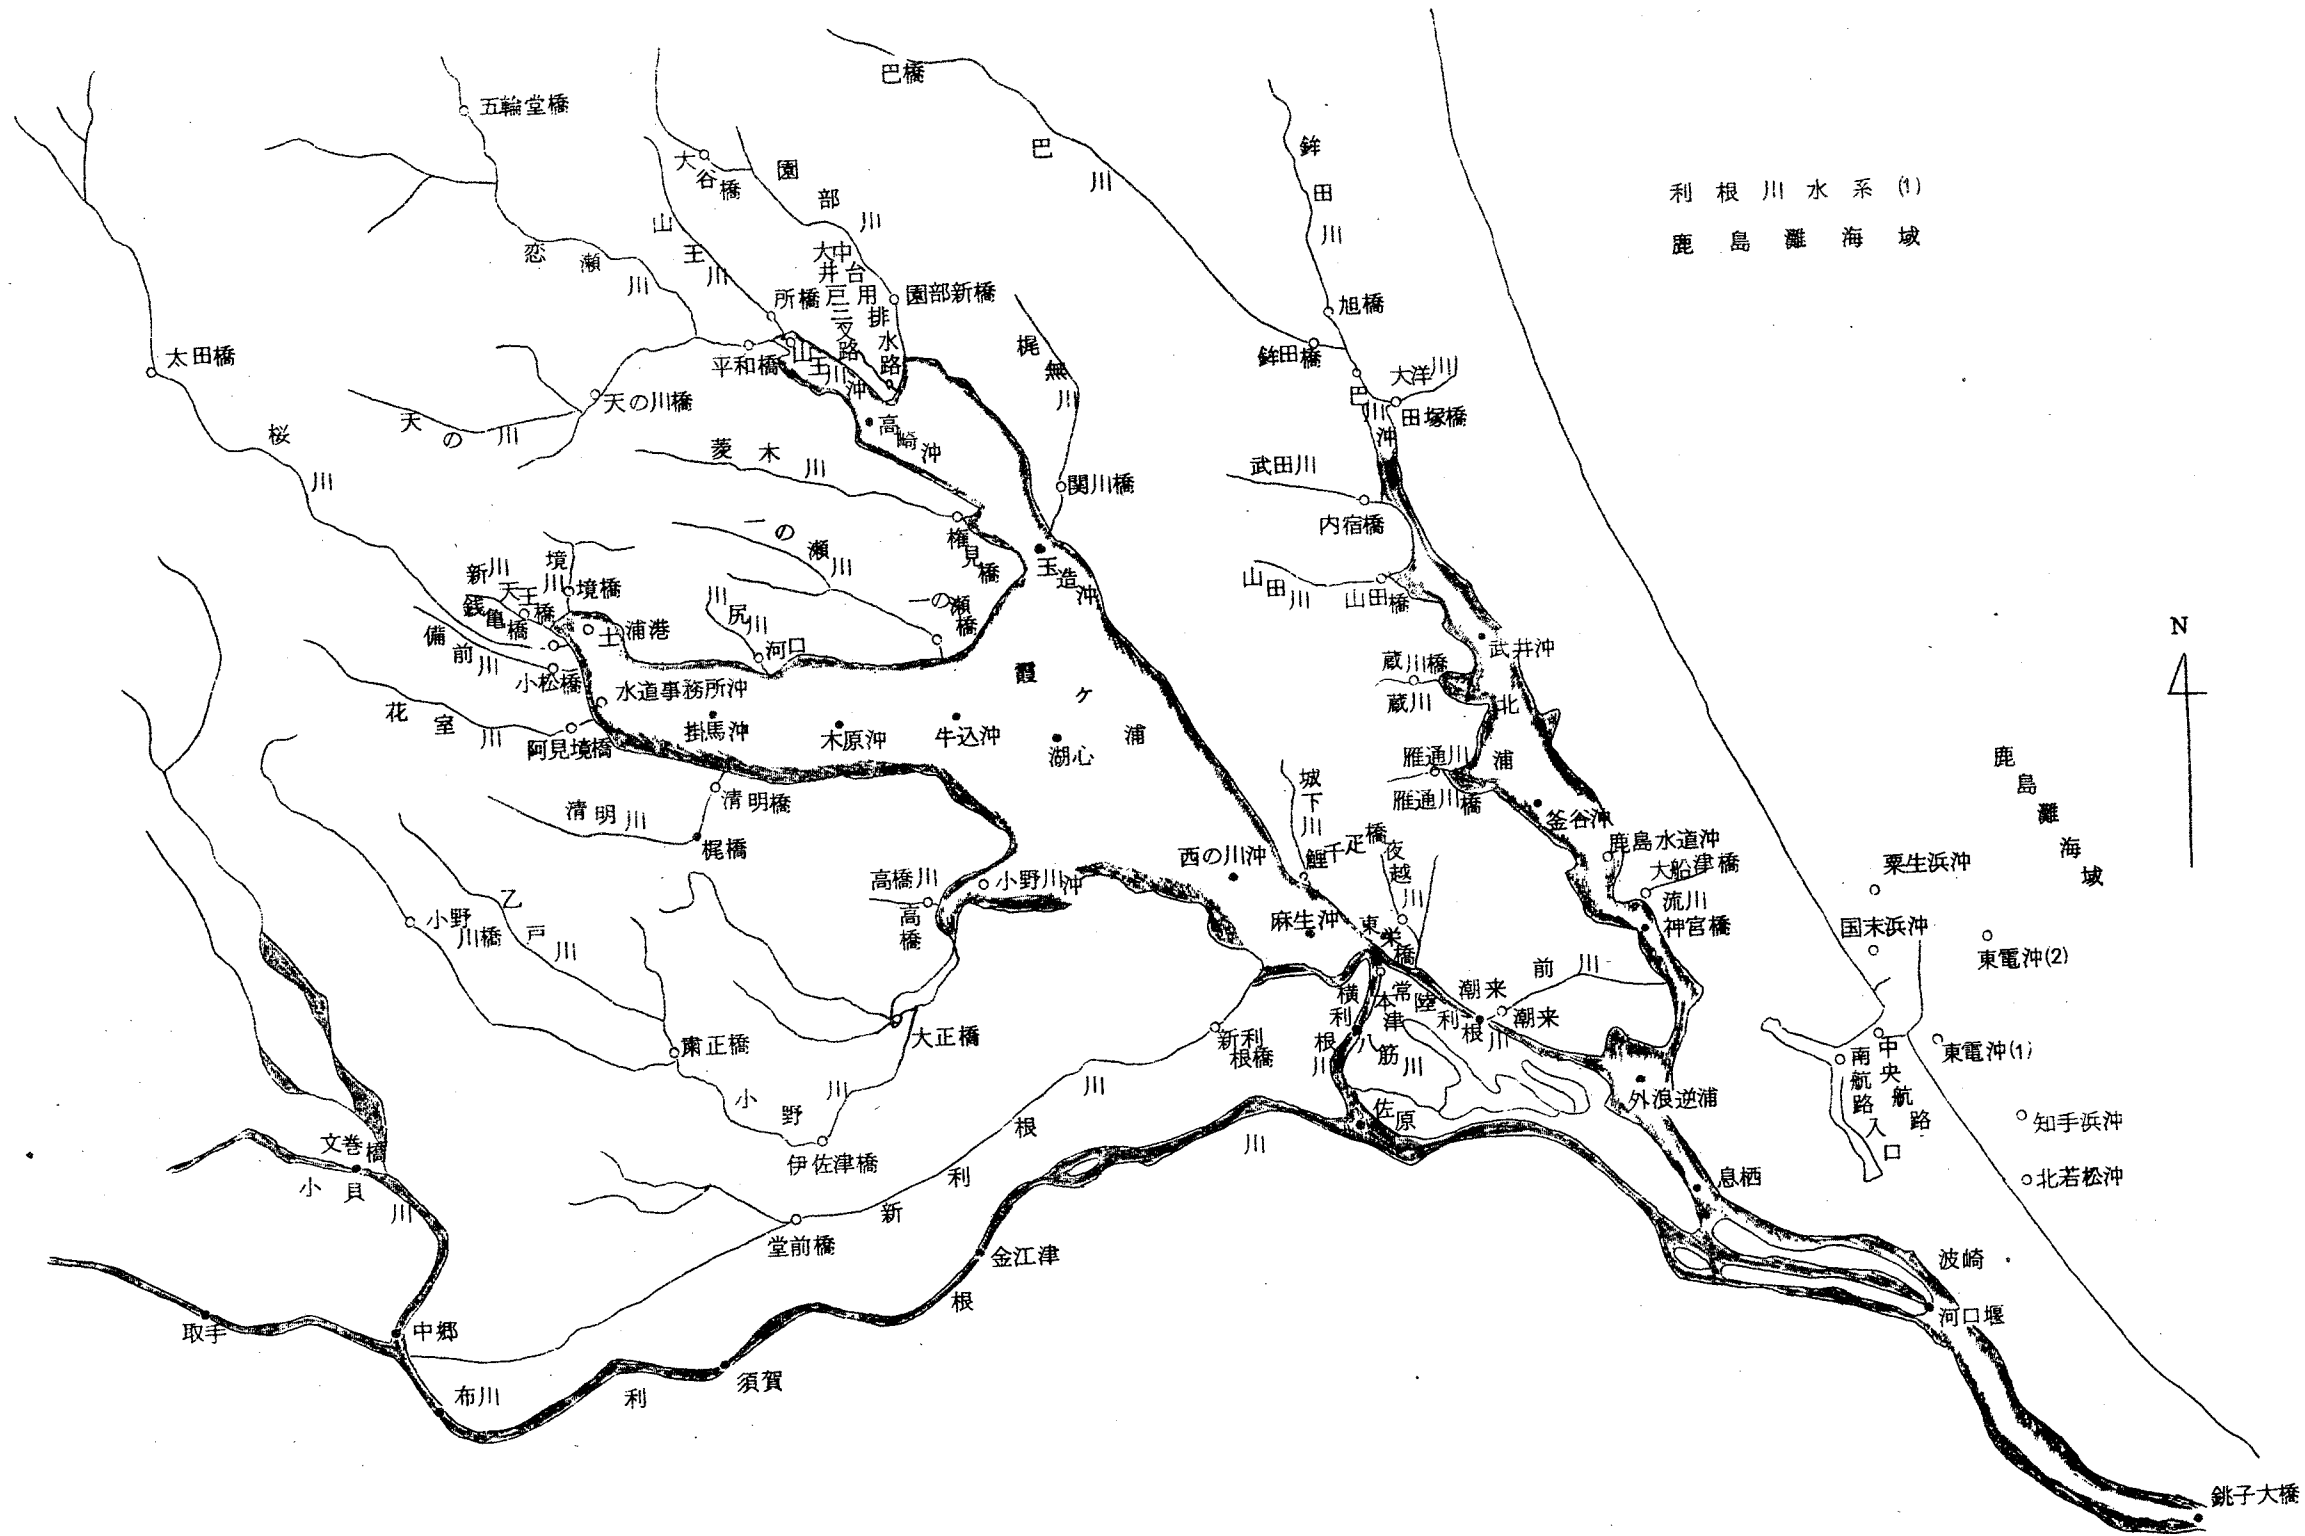 利根川水系(1)
鹿島灘海域
巴橋
五輪堂橋
巴川
鉾田川
大谷橋
園部川
山王川
恋瀬川
大井戸三叉路
中台用排水路
所橋
園部新橋
旭橋
太田橋
平和橋
山王川沖
梶無川
鉾田橋
大洋川
巴川沖
田塚橋
天の川橋
天の川
高崎沖
桜川
菱木川
武田川
関川橋
内宿橋
権見橋
一の瀬川
新川
天王橋
銭亀橋
境川
境橋
玉造沖
山田川
山田橋
備前川
土浦港
川尻川
河口
一の瀬橋
N
小松橋
水道事務所沖
霞ヶ浦
武井沖
蔵川橋
蔵川
北浦
花室川
阿見境橋
掛馬沖
木原沖
牛込沖
湖心
雁通川
雁通川橋
鹿島灘海域
清明川
清明橋
梶橋
城下川
釜谷沖
鹿島水道沖
大船津橋
流川
神宮橋
西の川沖
鯉千疋橋
夜越川
粟生浜沖
国末浜沖
東電沖(2)
高橋川
高橋
小野川沖
小野川橋
乙戸川
麻生沖
東栄橋
前川
潮来
潮来
常陸利根川
横利根川
本津
八筋川
新利根橋
大正橋
粛正橋
小野川
南航路入口
中央航路
東電沖(1)
伊佐津橋
外浪逆浦
佐原
知手浜沖
文巻橋
小貝川
息栖
北若松沖
新利根川
堂前橋
金江津
波崎
河口堰
取手
中郷
布川
須賀
利根川
銚子大橋